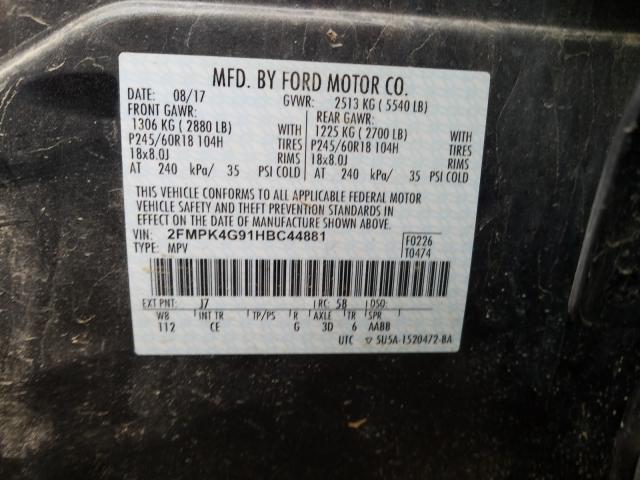 MFD. BY FORD MOTOR CO.
DATE: 08/17 GVWR: 2513 KG ( 5540 LB)
FRONT GAWR: REAR GAWR:
1306 KG ( 2880 LB) WITH 1225 KG ( 2700 LB) WITH
P245/60R18 104H TIRES P245/60R18 104H TIRES
18x8.0J RIMS 18x8.0J RIMS
AT 240 kPa/ 35 PSI COLD AT 240 kPa/ 35 PSI COLD
THIS VEHICLE CONFORMS TO ALL APPLICABLE FEDERAL MOTOR
VEHICLE SAFETY AND THEFT PREVENTION STANDARDS IN
EFFECT ON THE DATE OF MANUFACTURE SHOWN ABOVE.
VIN: 2FMPK4G91HBC44881 F0226
TYPE: MPV T0474
EXT PNT: J7 RC: 58 DSO:
WB INT TR TP/PS R AXLE TR SPR
112 CE G 3D 6 AABB
UTC ▽ 5U5A-1520472-BA